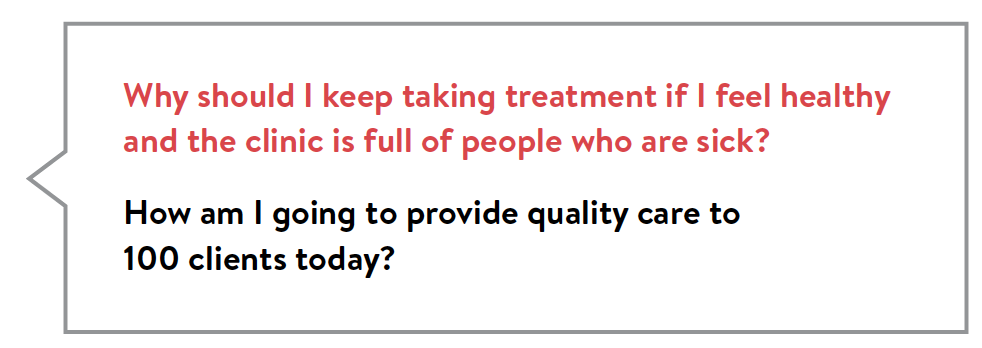 Why should I keep taking treatment if I feel healthy
and the clinic is full of people who are sick?
How am I going to provide quality care to
100 clients today?